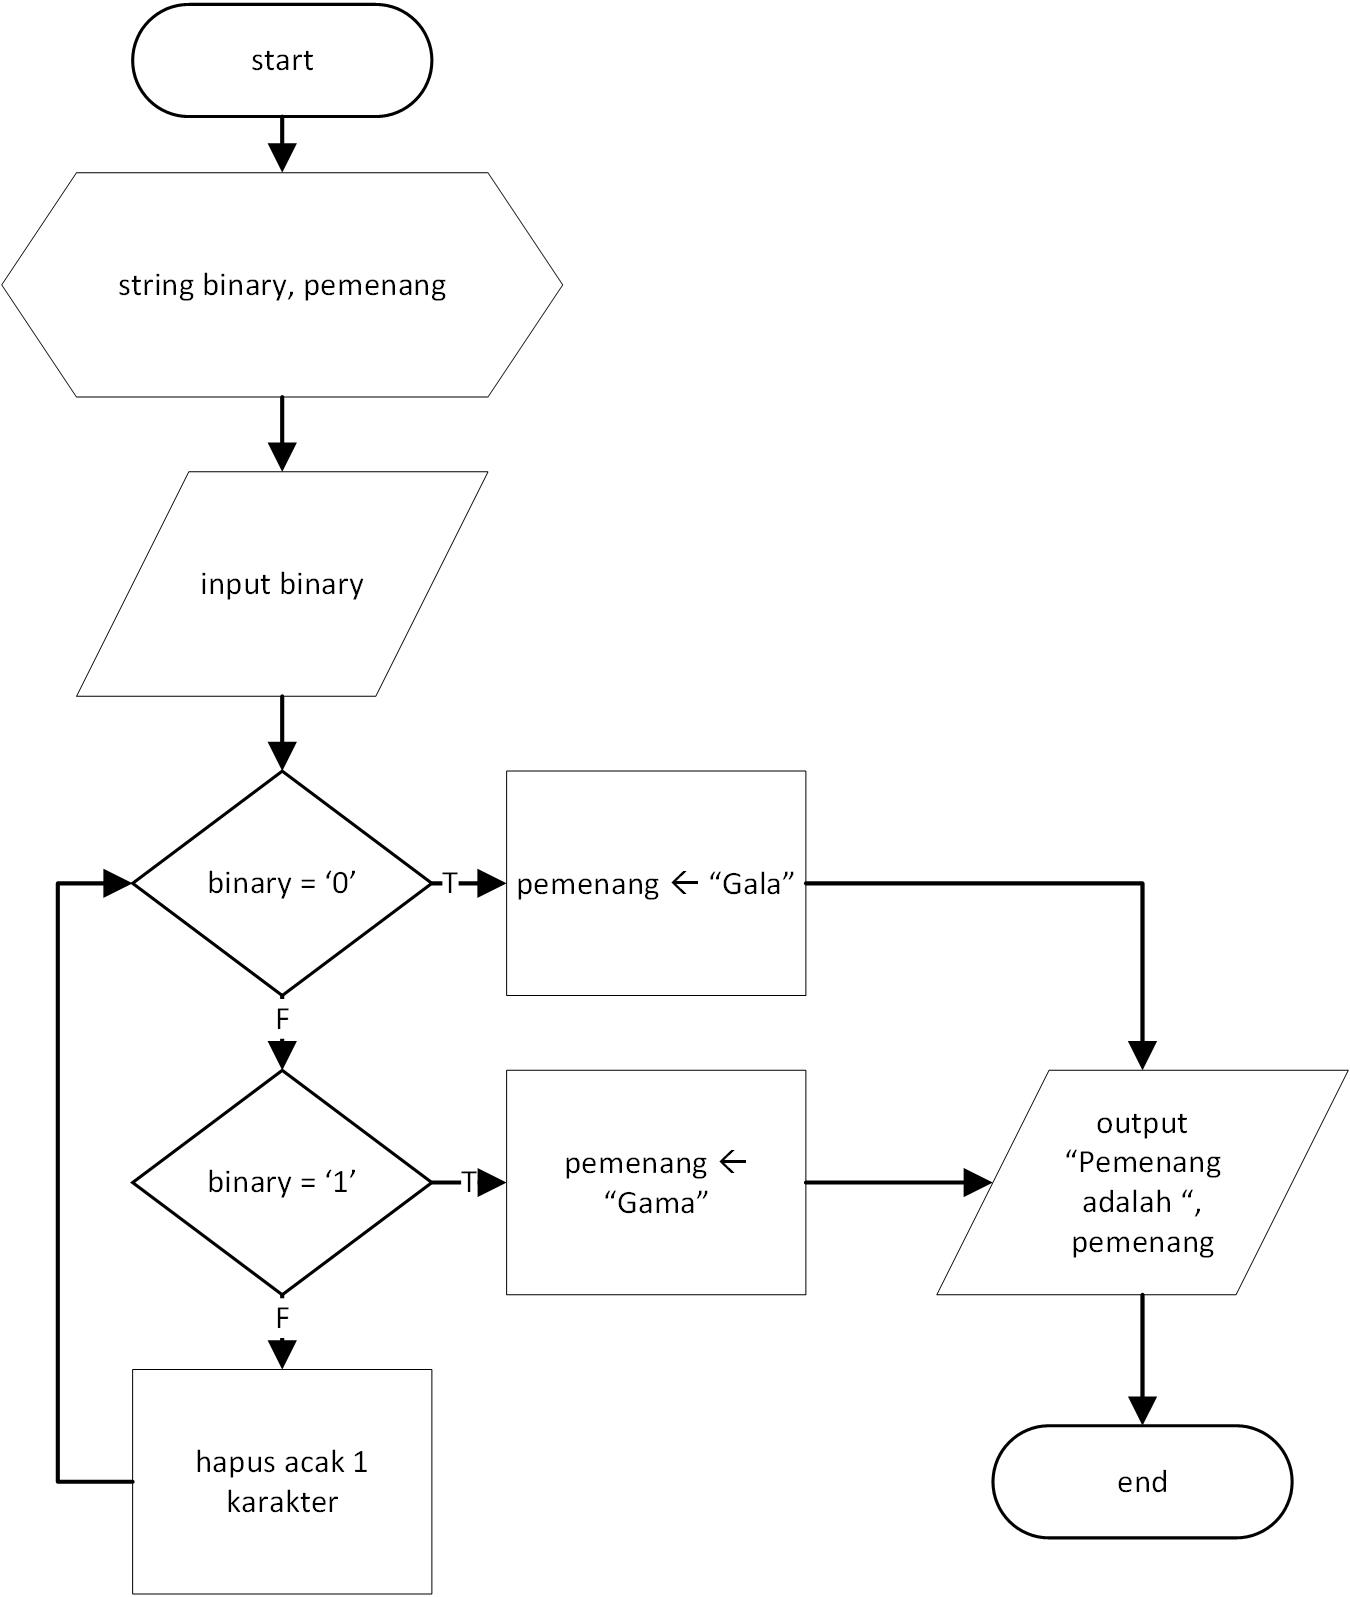 start
string binary, pemenang
input binary
binary = ‘0’
T
pemenang ← “Gala”
F
binary = ‘1’
T
pemenang ←
“Gama”
output
“Pemenang
adalah “,
pemenang
F
hapus acak 1
karakter
end